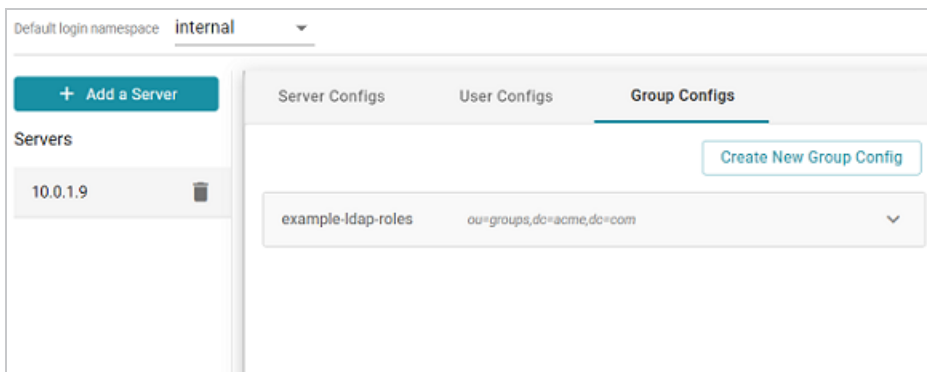 Default login namespace internal
+ Add a Server
Servers
10.0.1.9
Server Configs User Configs Group Configs
Create New Group Config
example-ldap-roles ou=groups,dc=acme,dc=com